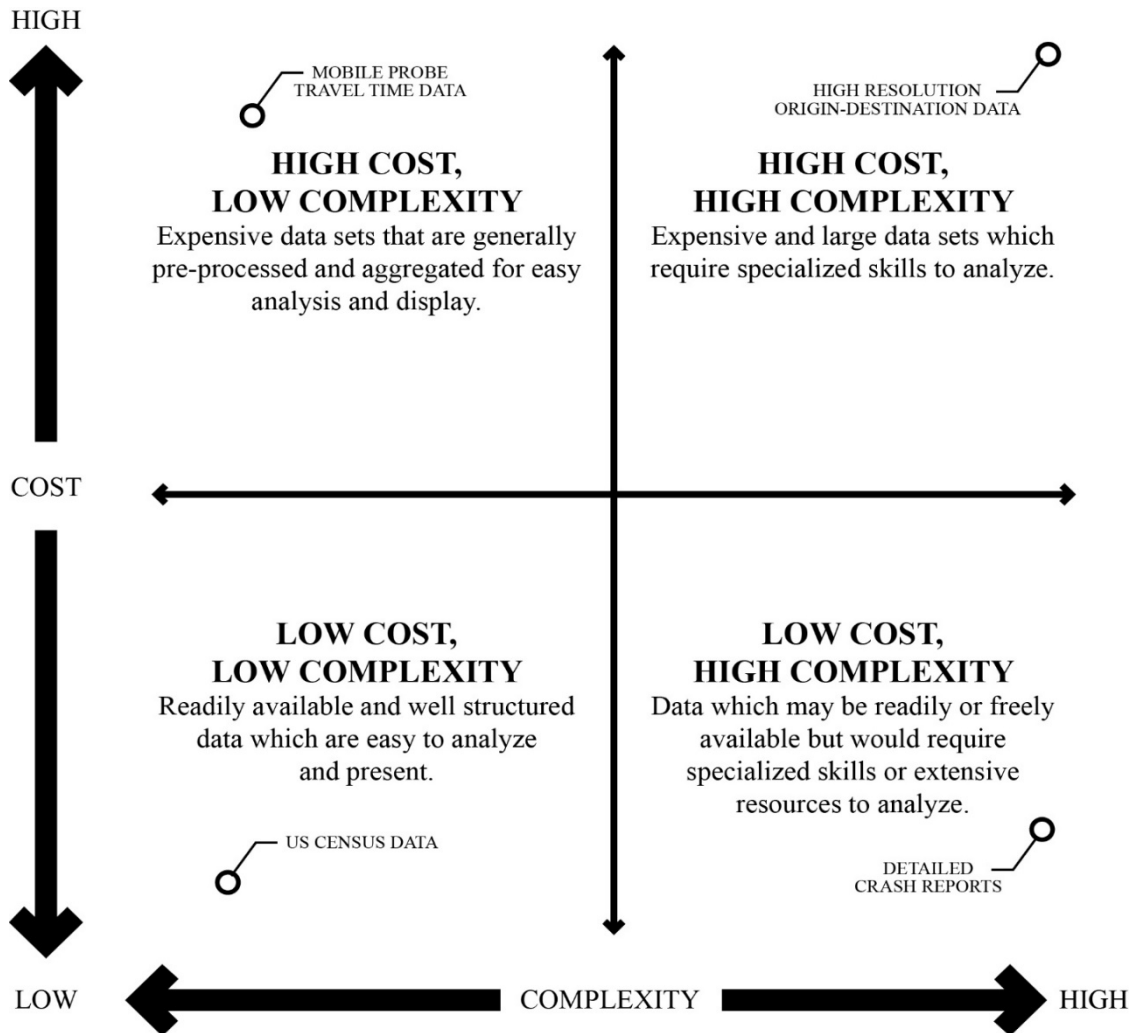 HIGH
MOBILE PROBE
TRAVEL TIME DATA
HIGH COST,
LOW COMPLEXITY
Expensive data sets that are generally
pre-processed and aggregated for easy
analysis and display.
HIGH RESOLUTION
ORIGIN-DESTINATION DATA
HIGH COST,
HIGH COMPLEXITY
Expensive and large data sets which
require specialized skills to analyze.
COST
LOW COST,
LOW COMPLEXITY
Readily available and well structured
data which are easy to analyze
and present.
US CENSUS DATA
LOW COST,
HIGH COMPLEXITY
Data which may be readily or freely
available but would require
specialized skills or extensive
resources to analyze.
DETAILED
CRASH REPORTS
LOW
COMPLEXITY
HIGH